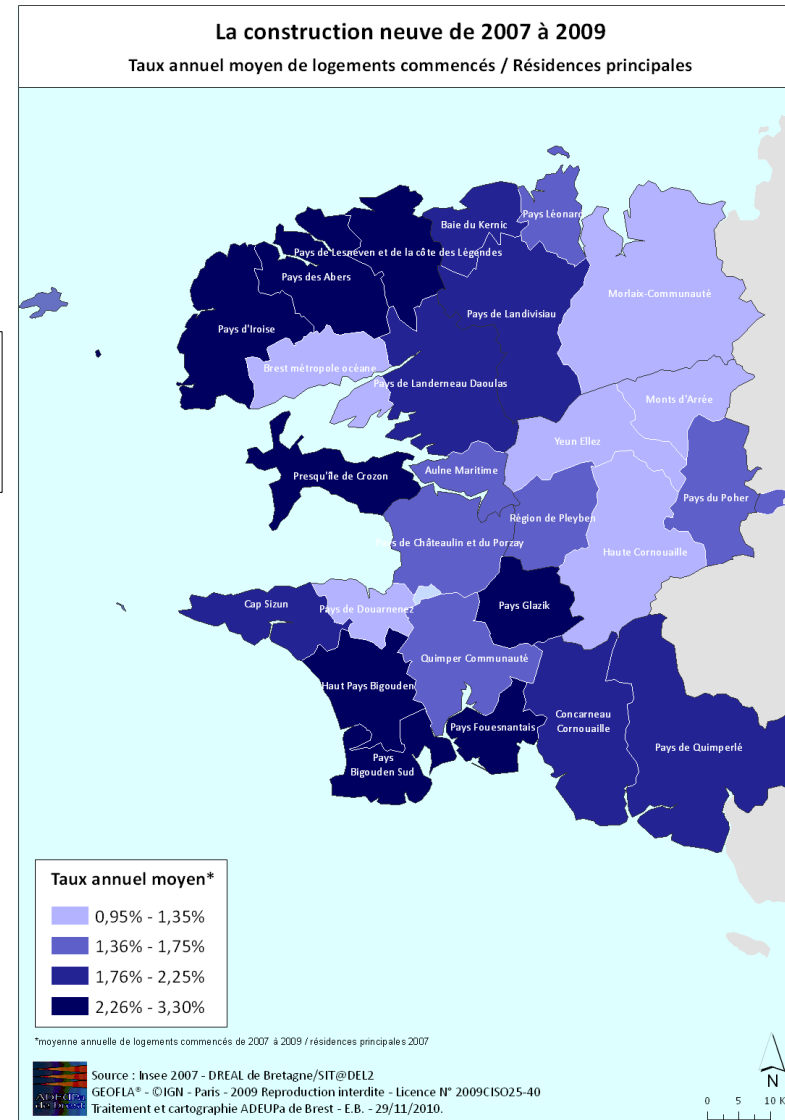 La construction neuve de 2007 à 2009
Taux annuel moyen de logements commencés / Résidences principales
Pays Léonard
Baie du Kernic
Pays de Lesneven et de la côte des Légendes
Pays des Abers
Morlaix-Communauté
Pays de Landivisiau
Pays d'Iroise
Brest métropole océane
Pays de Landerneau Daoulas
Monts d'Arrée
Yeun Ellez
Aulne Maritime
Presqu'île de Crozon
Pays du Poher
Région de Pleyben
Pays de Châteaulin et du Porzay
Haute Cornouaille
Cap Sizun
Pays de Douarnenez
Pays Glazik
Quimper Communauté
Haut Pays Bigouden
Concarneau
Cornouaille
Pays Fouesnantais
Pays de Quimperlé
Pays
Bigouden Sud
Taux annuel moyen*
0,95% - 1,35%
1,36% - 1,75%
1,76% - 2,25%
2,26% - 3,30%
*moyenne annuelle de logements commencés de 2007 à 2009 / résidences principales 2007
ADEUPa
de Brest
Source : Insee 2007 - DREAL de Bretagne/SIT@DEL2
GEOFLA® - ©IGN - Paris - 2009 Reproduction interdite - Licence N° 2009CISO25-40
Traitement et cartographie ADEUPa de Brest - E.B. - 29/11/2010.
N
0 5 10 K